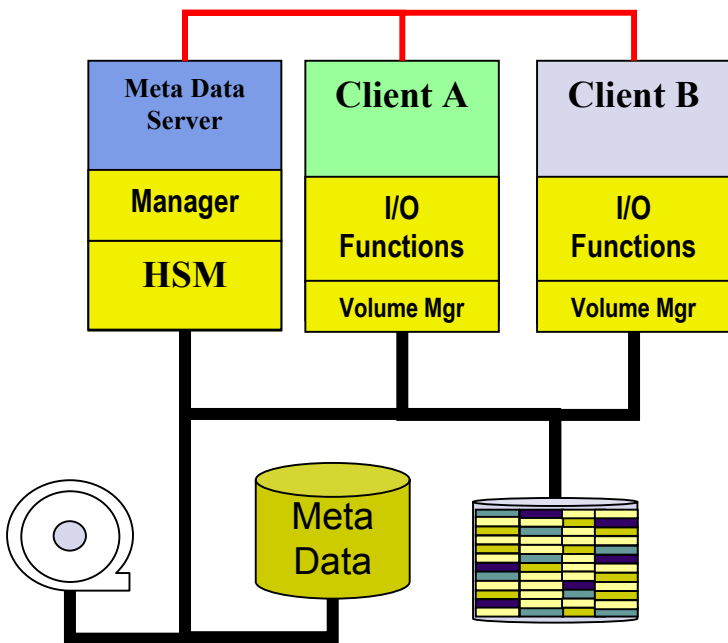 Meta Data
Server
Manager
HSM
Client A
I/O
Functions
Volume Mgr
Client B
I/O
Functions
Volume Mgr
Meta
Data